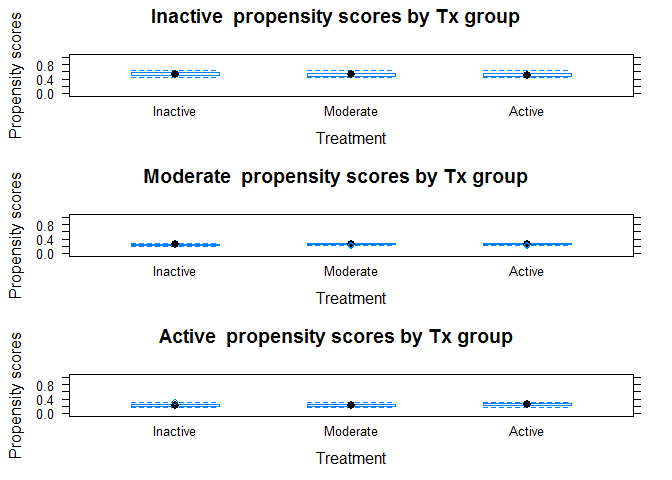 Inactive  propensity scores by Tx group
Propensity scores
0.8
0.4
0.0
Inactive Moderate Active
Treatment
Moderate  propensity scores by Tx group
Propensity scores
0.8
0.4
0.0
Inactive Moderate Active
Treatment
Active  propensity scores by Tx group
Propensity scores
0.8
0.4
0.0
Inactive Moderate Active
Treatment